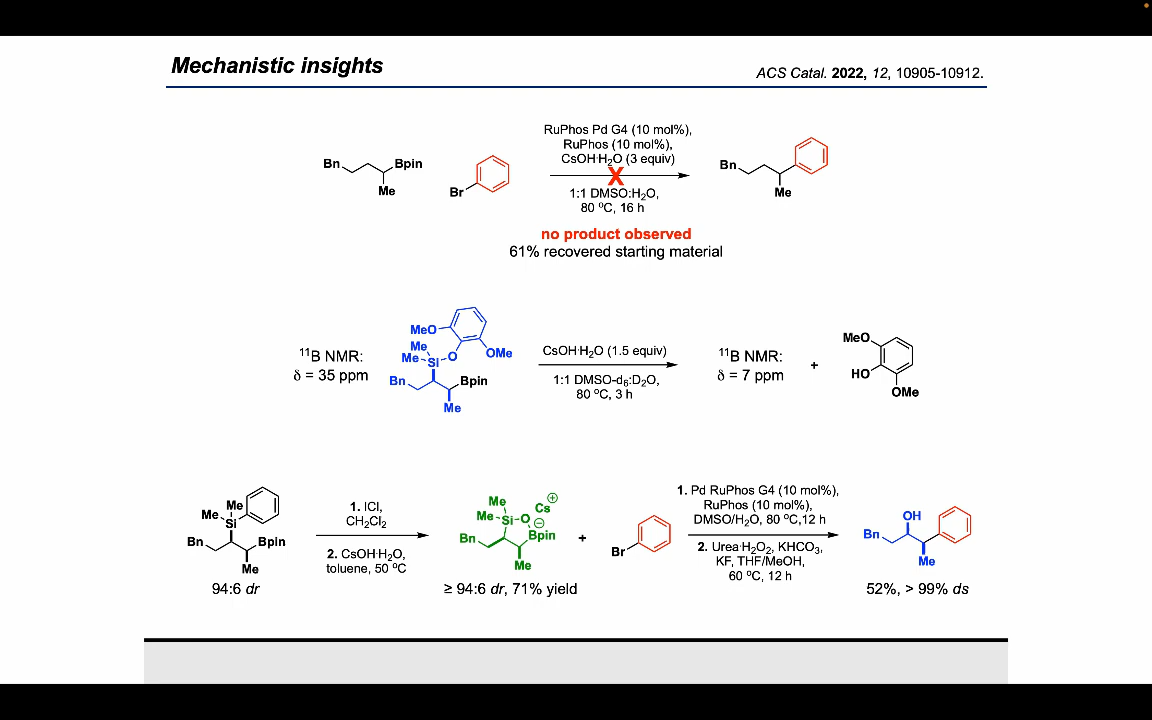 Mechanistic insights
ACS Catal. 2022, 12, 10905-10912.
RuPhos Pd G4 (10 mol%),
RuPhos (10 mol%),
CsOH·H₂O (3 equiv)
Bn
Bpin
Me
Br
X
1:1 DMSO:H₂O,
80 ºC, 16 h
Bn
Me
no product observed
61% recovered starting material
¹¹B NMR:
δ = 35 ppm
MeO
Me
Me
Si
O
OMe
Bn
Bpin
Me
CsOH·H₂O (1.5 equiv)
1:1 DMSO-d₆:D₂O,
80 ºC, 3 h
¹¹B NMR:
δ = 7 ppm
+
MeO
HO
OMe
Me
Me
Si
Bn
Bpin
Me
94:6 dr
1. ICl,
CH₂Cl₂
2. CsOH·H₂O,
toluene, 50 ºC
Me
Me
Si
O
Cs
⊕
⊖
Bn
Bpin
Me
≥ 94:6 dr, 71% yield
+
Br
1. Pd RuPhos G4 (10 mol%),
RuPhos (10 mol%),
DMSO/H₂O, 80 ºC,12 h
2. Urea·H₂O₂, KHCO₃,
KF, THF/MeOH,
60 ºC, 12 h
OH
Bn
Me
52%, > 99% ds